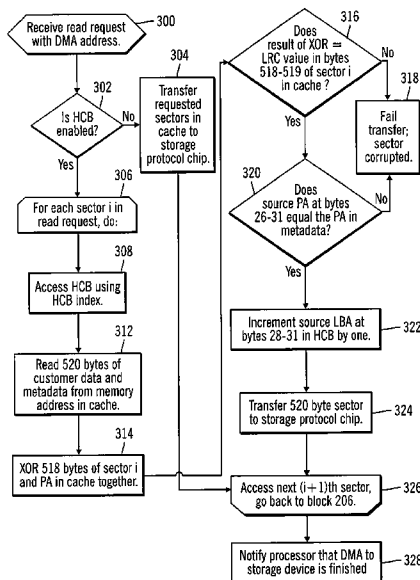 Receive read request
with DMA address.
300
302
Is HCB
enabled?
No
Yes
304
Transfer
requested
sectors in
cache to
storage
protocol chip.
306
For each sector i in
read request, do:
308
Access HCB using
HCB index.
312
Read 520 bytes of
customer data and
metadata from memory
address in cache.
314
XOR 518 bytes of sector i
and PA in cache together.
316
Does
result of XOR =
LRC value in bytes
518-519 of sector i
in cache?
No
Yes
318
Fail
transfer;
sector
corrupted.
320
Does
source PA at bytes
26-31 equal the PA in
metadata?
No
Yes
Increment source LBA at
bytes 28-31 in HCB by one.
322
Transfer 520 byte sector
to storage protocol chip.
324
Access next (i+1)th sector,
go back to block 206.
326
Notify processor that DMA to
storage device is finished
328